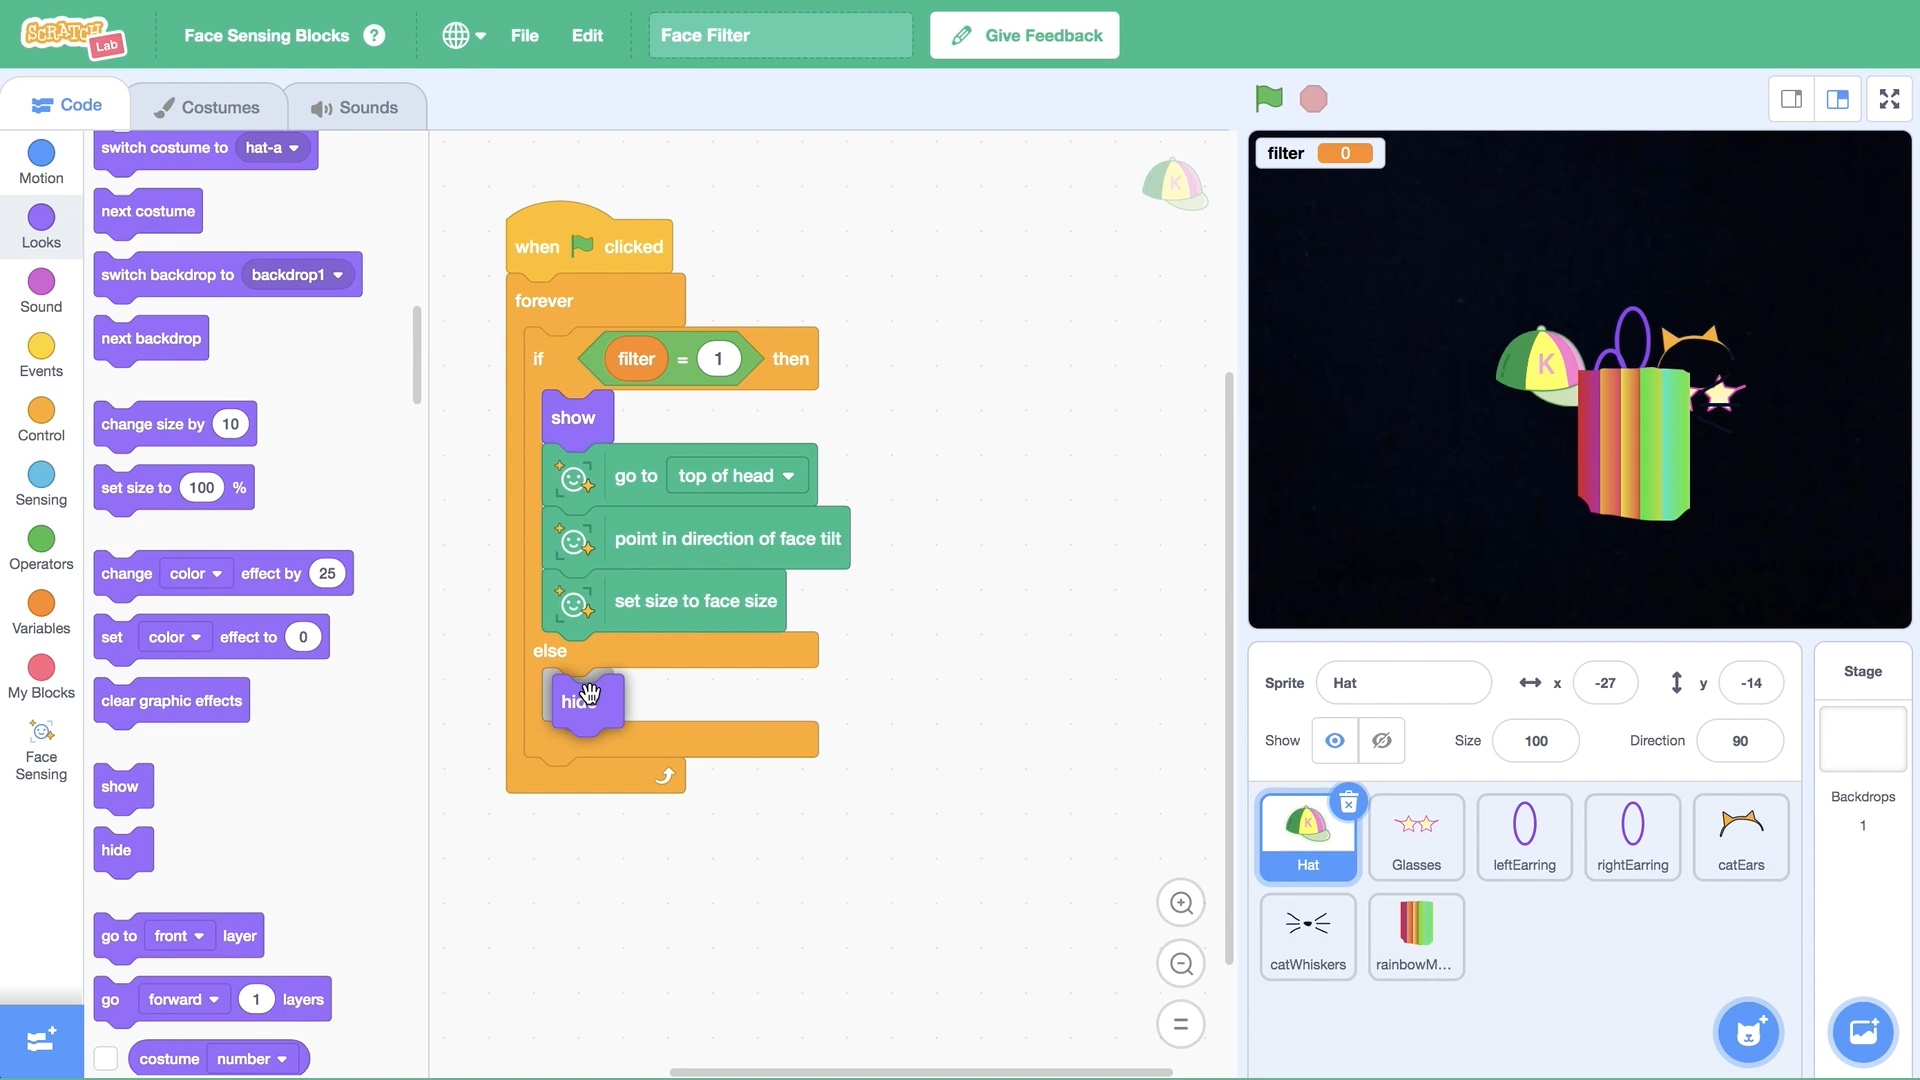 SCRATCH
Lab
Face Sensing Blocks
?
File
Edit
Face Filter
Give Feedback
Code
Costumes
Sounds
Motion
Looks
Sound
Events
Control
Sensing
Operators
Variables
My Blocks
Face
Sensing
switch costume to hat-a
next costume
switch backdrop to backdrop1
next backdrop
change size by 10
set size to 100 %
change color effect by 25
set color effect to 0
clear graphic effects
show
hide
go to front layer
go forward 1 layers
costume number
when clicked
forever
if filter = 1 then
show
go to top of head
point in direction of face tilt
set size to face size
else
hide
K
filter 0
K
Sprite Hat x -27 y -14
Show Size 100 Direction 90
K
Hat
Glasses
leftEarring
rightEarring
catEars
catWhiskers
rainbowM...
Stage
Backdrops
1